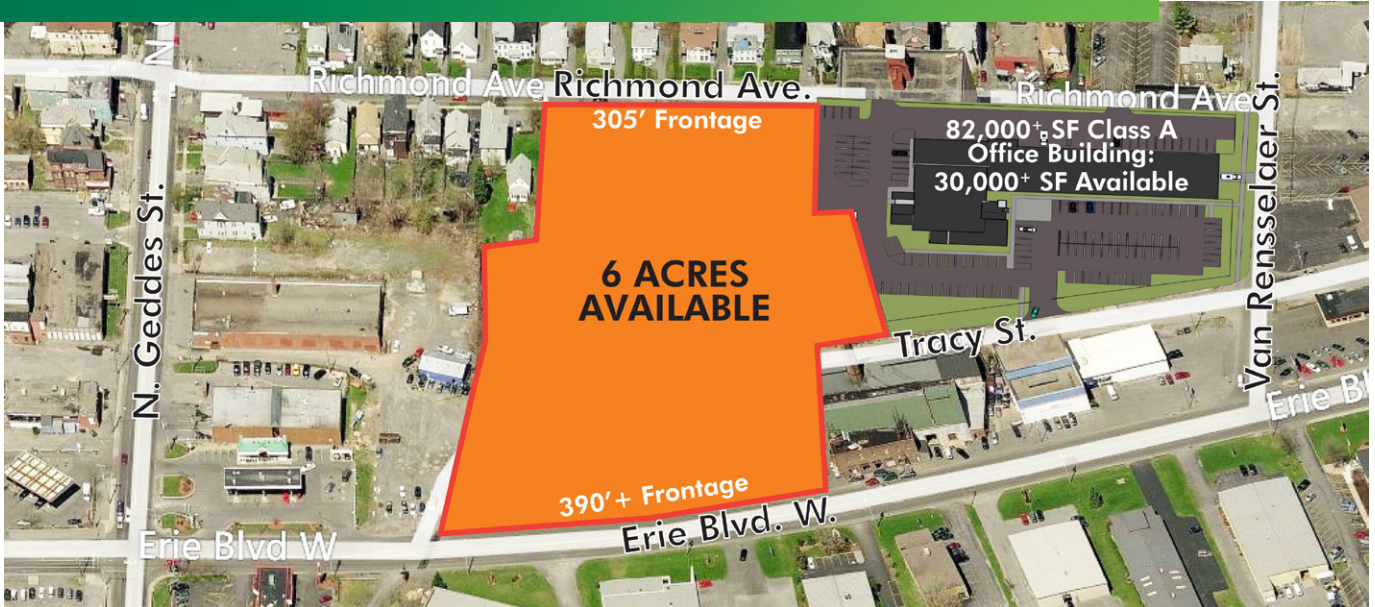 N. G
Richmond Ave
Richmond Ave.
Richmond Ave
305' Frontage
82,000+ SF Class A
Office Building:
30,000+ SF Available
N. Geddes St.
Van Rensselaer St.
6 ACRES
AVAILABLE
Tracy St.
Erie Bl
390'+ Frontage
Erie Blvd. W.
Erie Blvd W